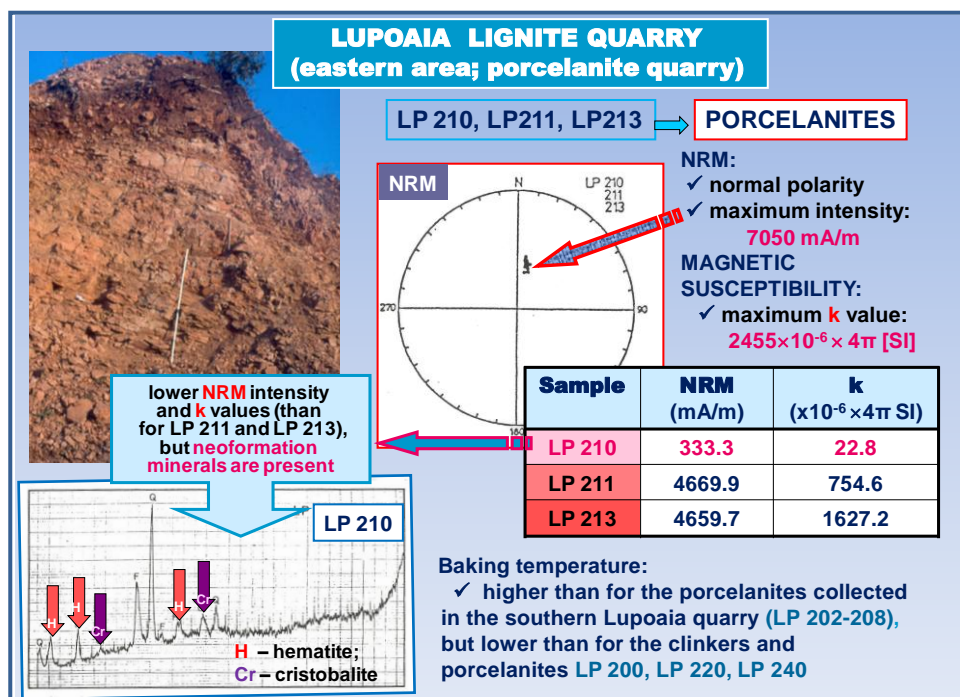 LUPOAIA LIGNITE QUARRY
(eastern area; porcelanite quarry)
LP 210, LP211, LP213
PORCELANITES
NRM
N
LP 210
211
213
270
90
180
NRM:
✓ normal polarity
✓ maximum intensity:
7050 mA/m
MAGNETIC
SUSCEPTIBILITY:
✓ maximum k value:
2455×10⁻⁶ × 4π [SI]
lower NRM intensity
and k values (than
for LP 211 and LP 213),
but neoformation
minerals are present
Sample NRM k
(mA/m) (x10⁻⁶ ×4π SI)
LP 210 333.3 22.8
LP 211 4669.9 754.6
LP 213 4659.7 1627.2
LP 210
Q
F
H
H
Cr
H
Cr
H – hematite;
Cr – cristobalite
Baking temperature:
✓ higher than for the porcelanites collected
in the southern Lupoaia quarry (LP 202-208),
but lower than for the clinkers and
porcelanites LP 200, LP 220, LP 240